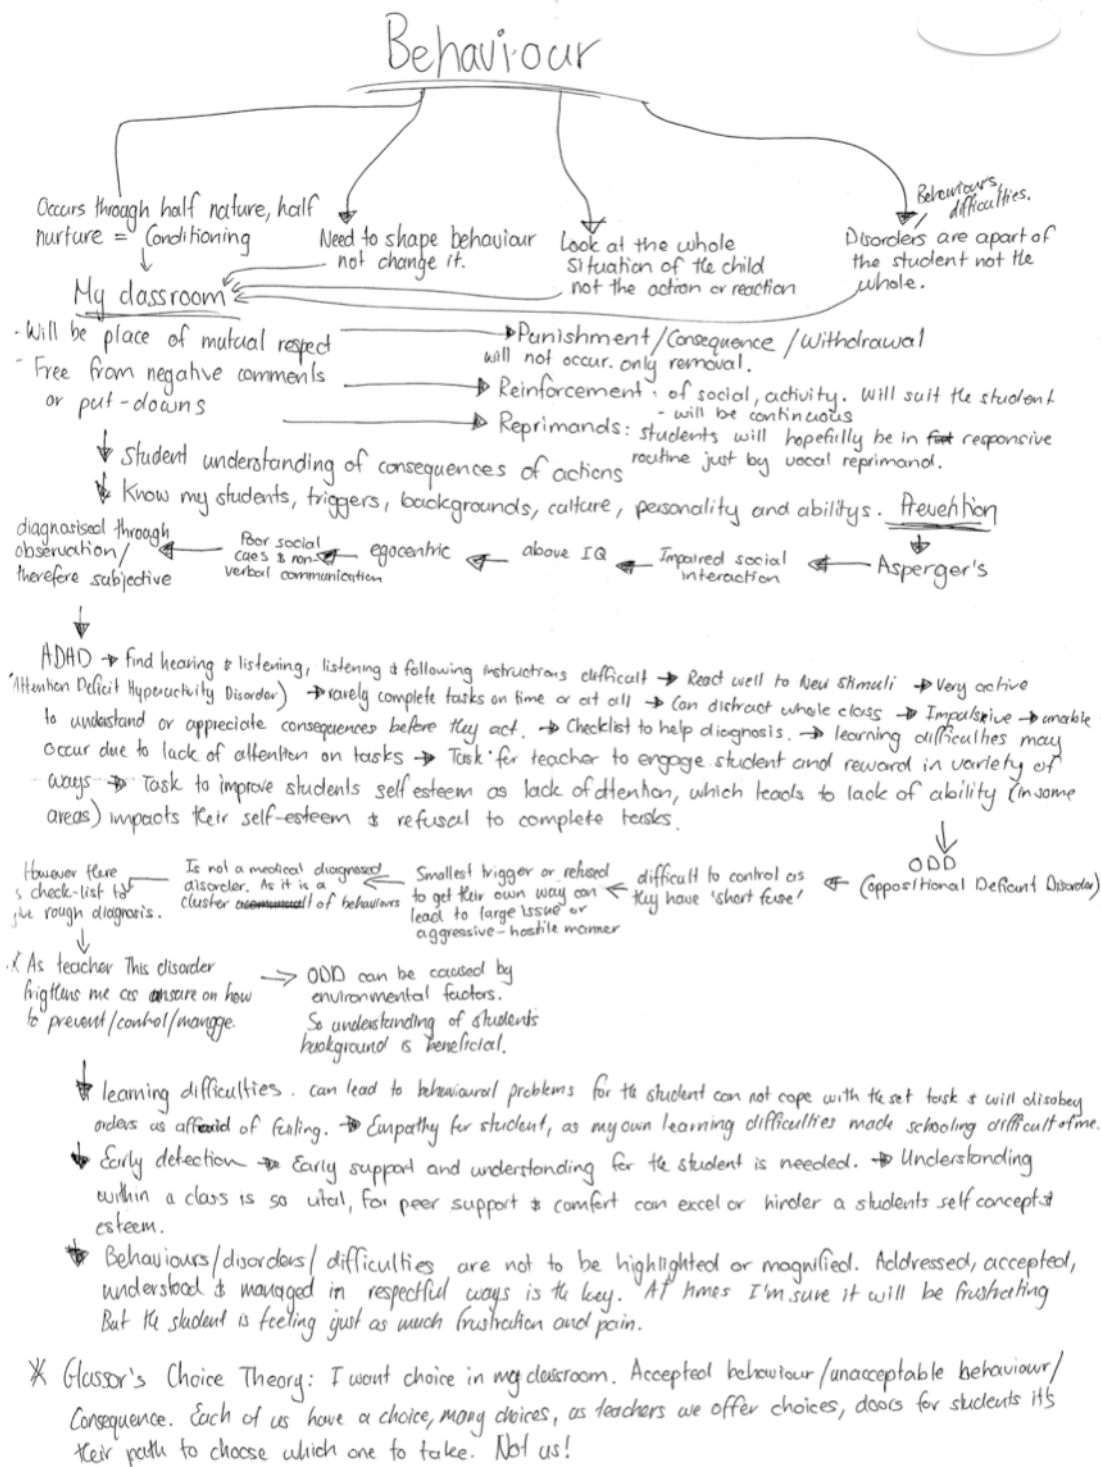 Behaviour
Occurs through half nature, half
nurture = Conditioning
Need to shape behaviour
not change it.
Look at the whole
situation of the child
not the action or reaction
Behaviours,
difficulties.
Disorders are apart of
the student not the
whole.
My classroom
- Will be place of mutual respect
- Free from negative comments
or put-downs
Punishment/Consequence/Withdrawal
will not occur. only removal.
Reinforcement: of social, activity. Will suit the student
- will be continuous
Reprimands: students will hopefully be in responsive
routine just by vocal reprimand.
Student understanding of consequences of actions
Know my students, triggers, backgrounds, culture, personality and abilitys. Prevention
Asperger's
Impaired social
interaction
above IQ
egocentric
Poor social
cues & non-
verbal communication
diagnosised through
observation/
therefore subjective
ADHD → find hearing & listening, listening & following instructions difficult → React well to New stimuli → Very active
(Attention Deficit Hyperactivity Disorder) → rarely complete tasks on time or at all → Can distract whole class → Impulsive → unable
to understand or appreciate consequences before they act. → Checklist to help diagnosis. → learning difficulties may
occur due to lack of attention on tasks → Task for teacher to engage student and reward in variety of
ways → Task to improve students self esteem as lack of attention, which leads to lack of ability (in some
areas) impacts their self-esteem & refusal to complete tasks.
ODD
(oppositional Deficant Disorder)
difficult to control as
they have 'short fuse'
Smallest trigger or refused
to get their own way can
lead to large issue or
aggressive-hostile manner
Is not a medical diagnosed
disorder. As it is a
cluster of behaviours
However there
is check-list to
give rough diagnosis.
As teacher This disorder
frigttens me as unsure on how
to prevent/control/manage.
ODD can be caused by
environmental factors.
So understanding of students
background is beneficial.
learning difficulties. can lead to behavioural problems for the student can not cope with the set task & will disobey
orders as affraid of failing. → Empathy for student, as my own learning difficulties made schooling difficult for me.
Early detection → Early support and understanding for the student is needed. → Understanding
within a class is so vital, for peer support & comfort can excel or hinder a students self concept &
esteem.
Behaviours/disorders/difficulties are not to be highlighted or magnified. Addressed, accepted,
understood & managed in respectful ways is the key. At times I'm sure it will be frustrating
But the student is feeling just as much frustration and pain.
* Glassor's Choice Theory: I want choice in my classroom. Accepted behaviour/unacceptable behaviour/
Consequence. Each of us have a choice, many choices, as teachers we offer choices, doors for students it's
their path to choose which one to take. Not us!